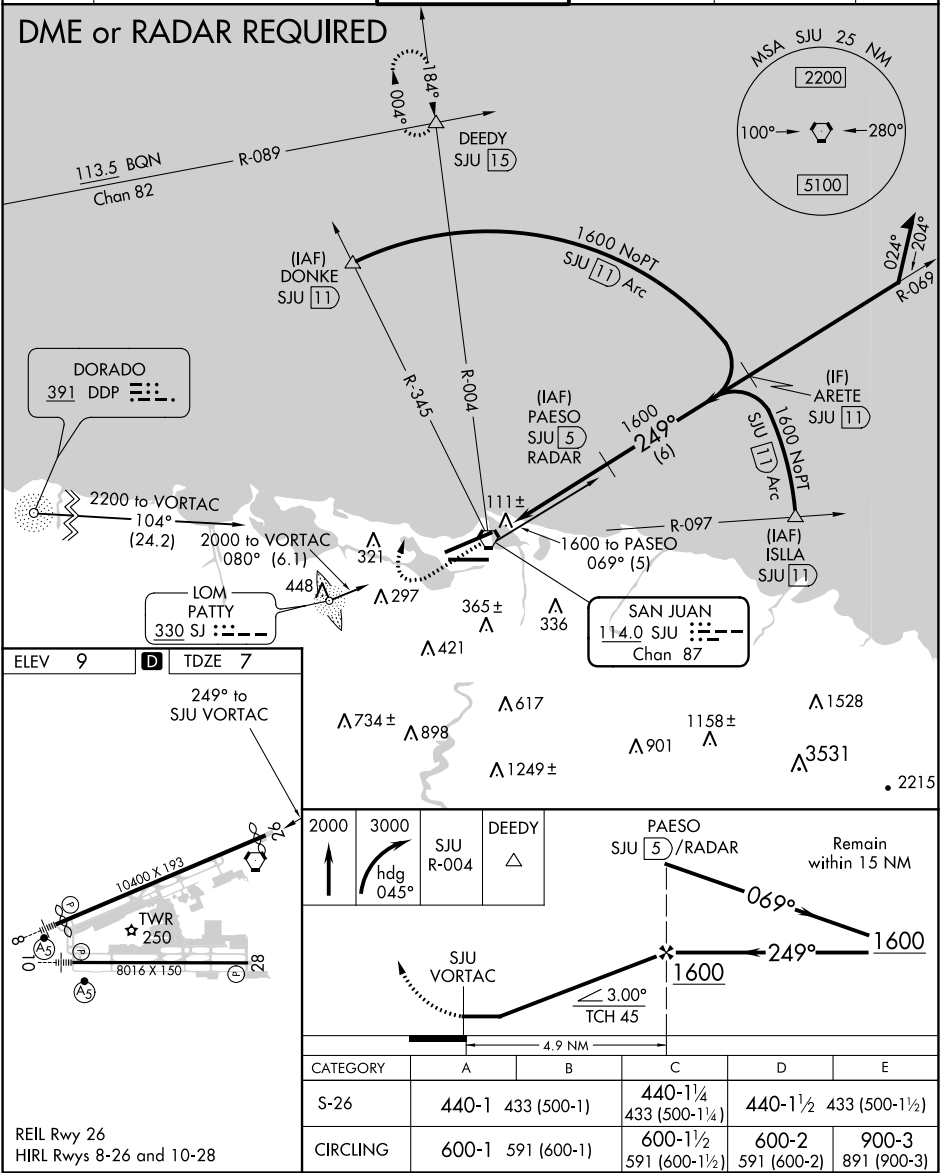 DME or RADAR REQUIRED
MSA SJU 25 NM
2200
100°
280°
5100
184°
004°
DEEDY
SJU 15
113.5 BQN
Chan 82
R-089
(IAF)
DONKE
SJU 11
1600 NoPT
SJU 11 Arc
024°
204°
R-069
DORADO
391 DDP
R-345
R-004
(IAF)
PAESO
SJU 5
RADAR
1600
249°
(6)
(IF)
ARETE
SJU 11
1600 NoPT
SJU 11 Arc
2200 to VORTAC
104°
(24.2)
2000 to VORTAC
080° (6.1)
321
111±
R-097
1600 to PASEO
069° (5)
(IAF)
ISLLA
SJU 11
448
297
LOM
PATTY
330 SJ
365±
336
421
SAN JUAN
114.0 SJU
Chan 87
617
734±
898
1249±
901
1158±
1528
3531
2215
ELEV 9
D
TDZE 7
249° to
SJU VORTAC
26
10400 X 193
P
TWR
250
8
A5
10
P
8016 X 150
P
28
A5
REIL Rwy 26
HIRL Rwys 8-26 and 10-28
2000
3000
hdg
045°
SJU
R-004
DEEDY
PAESO
SJU 5/RADAR
Remain
within 15 NM
069°
1600
249°
1600
SJU
VORTAC
3.00°
TCH 45
4.9 NM
CATEGORY A B C D E
S-26 440-1 433 (500-1) 440-1¼ 433 (500-1¼) 440-1½ 433 (500-1½)
CIRCLING 600-1 591 (600-1) 600-1½ 591 (600-1½) 600-2 591 (600-2) 900-3 891 (900-3)